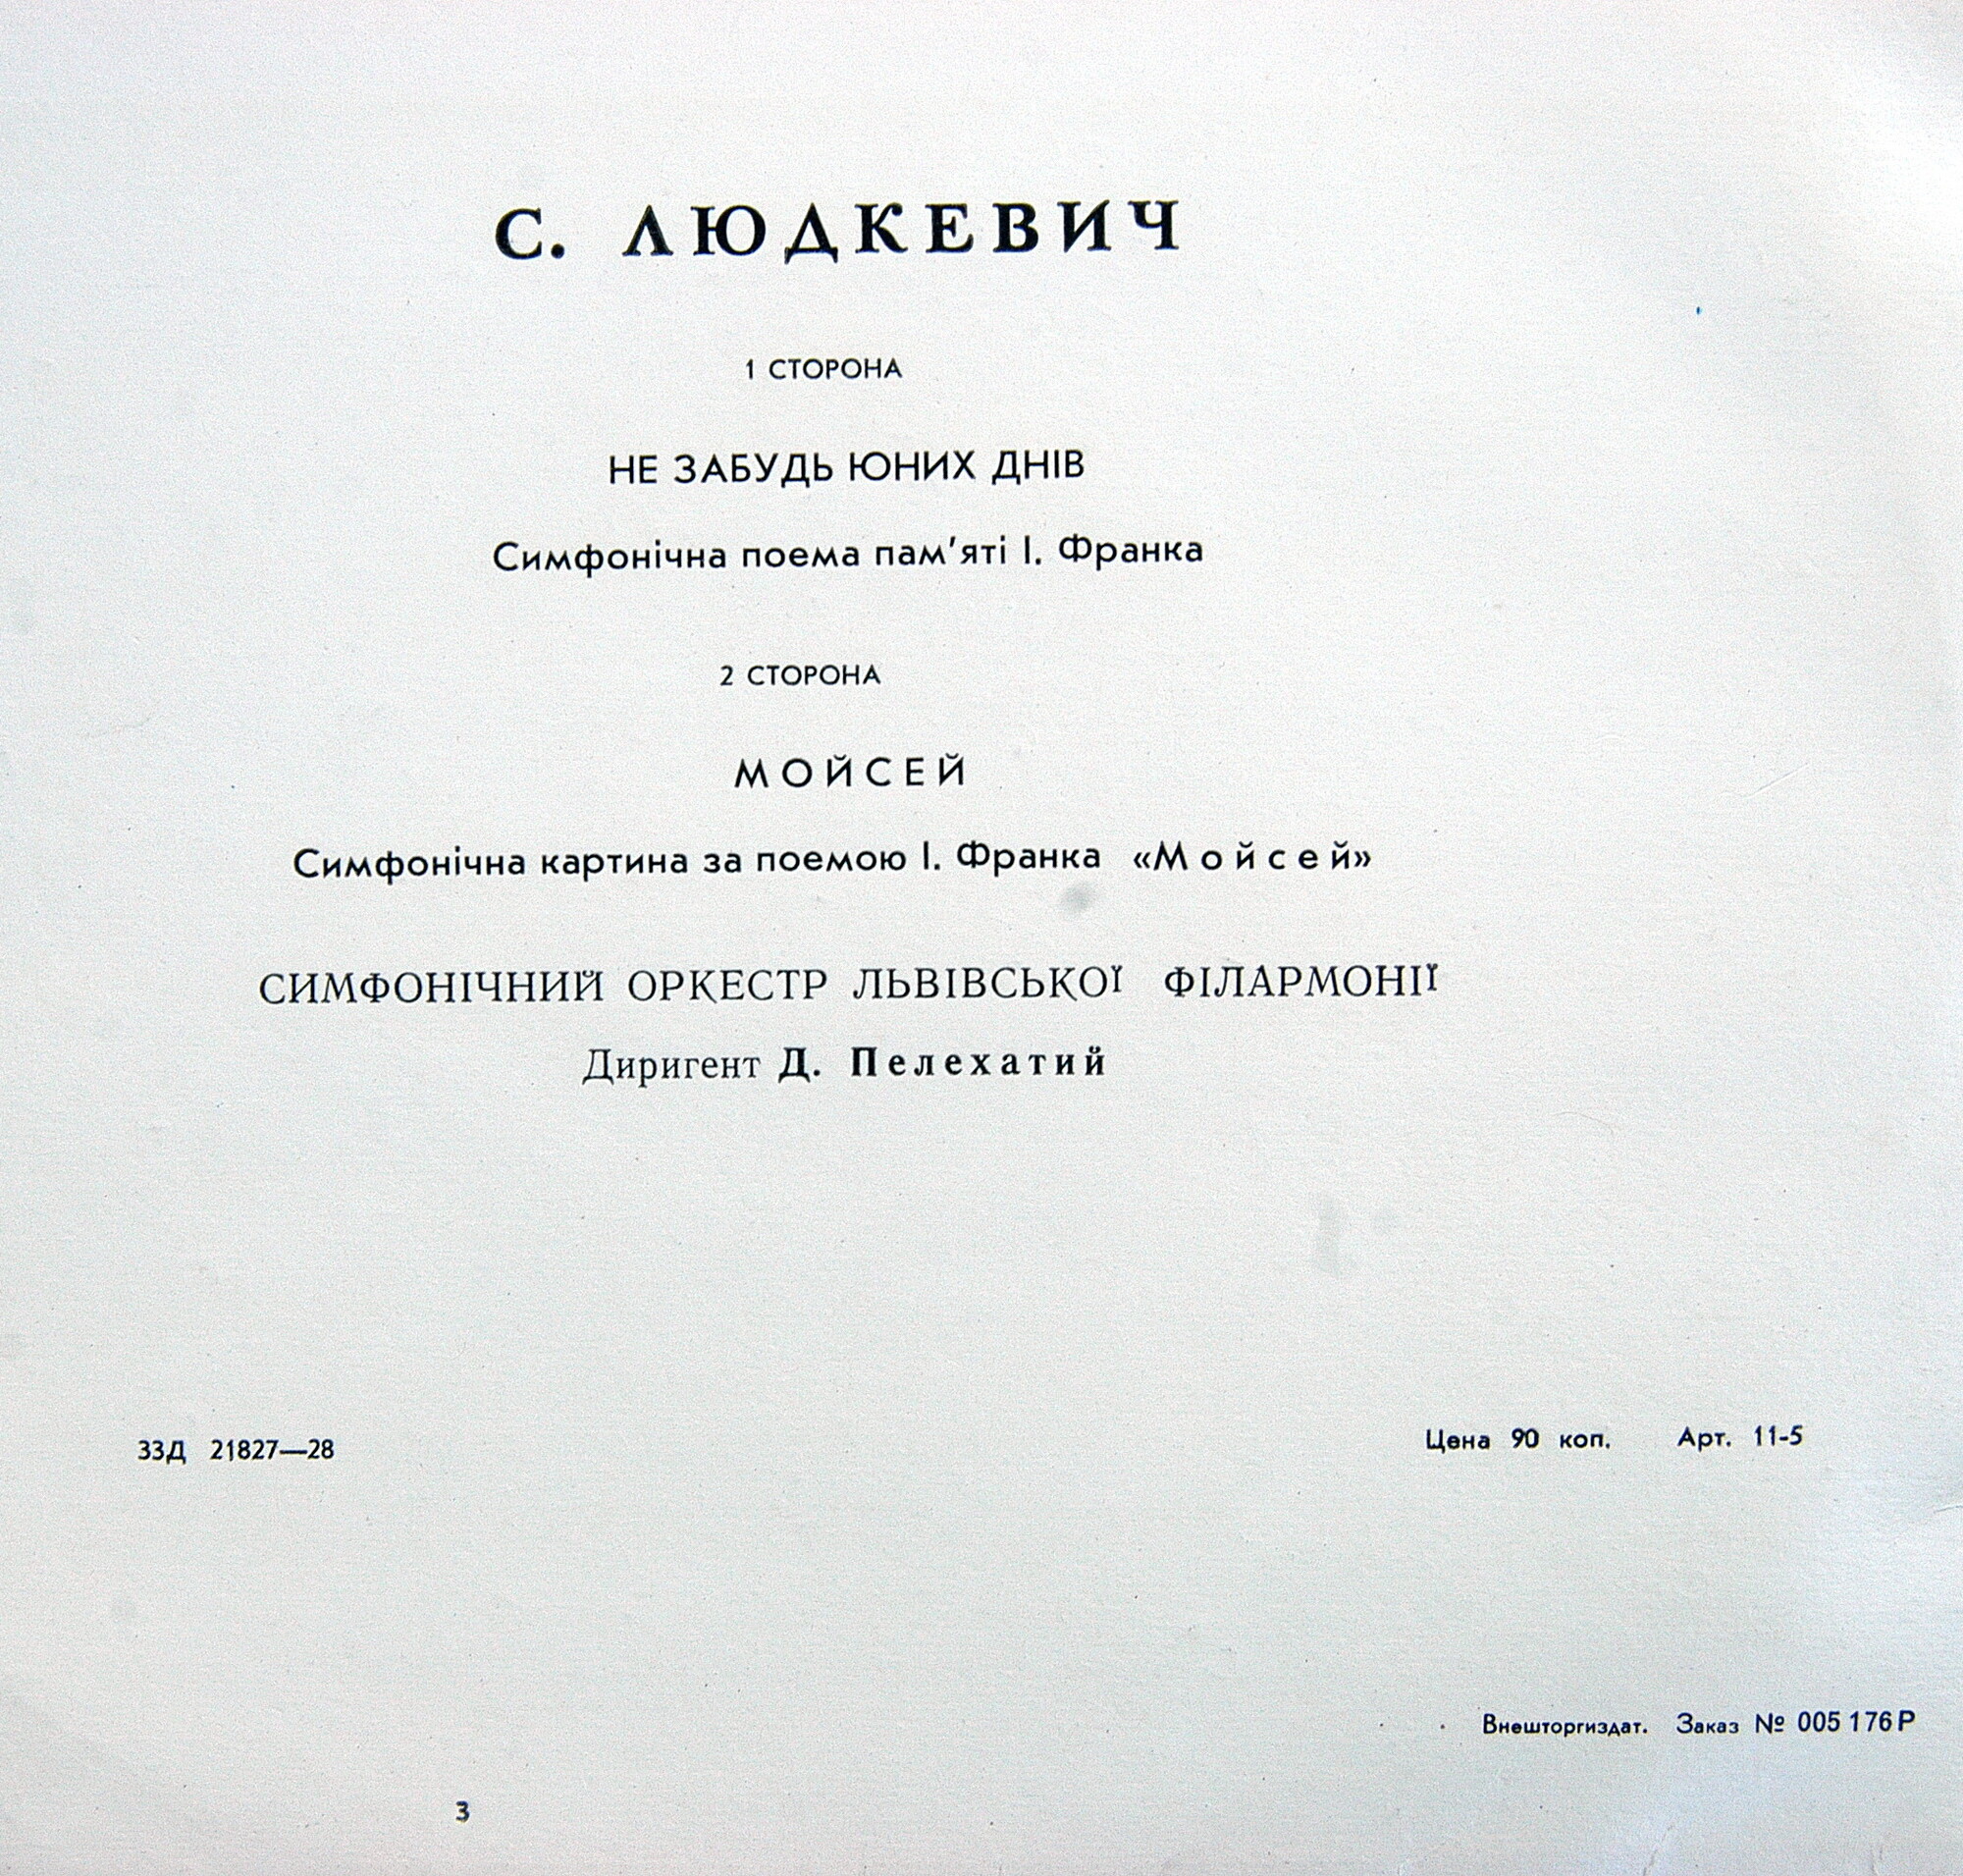 С. ЛЮДКЕВИЧ
1 СТОРОНА
НЕ ЗАБУДЬ ЮНИХ ДНІВ
Симфонічна поема пам'яті І. Франка
2 СТОРОНА
МОЙСЕЙ
Симфонічна картина за поемою І. Франка «Мойсей»
СИМФОНІЧНИЙ ОРКЕСТР ЛЬВІВСЬКОЇ ФІЛАРМОНІЇ
Диригент Д. Пелехатий
33Д 21827—28
Цена 90 коп. Арт. 11-5
Внешторгиздат. Заказ № 005 176 Р
3